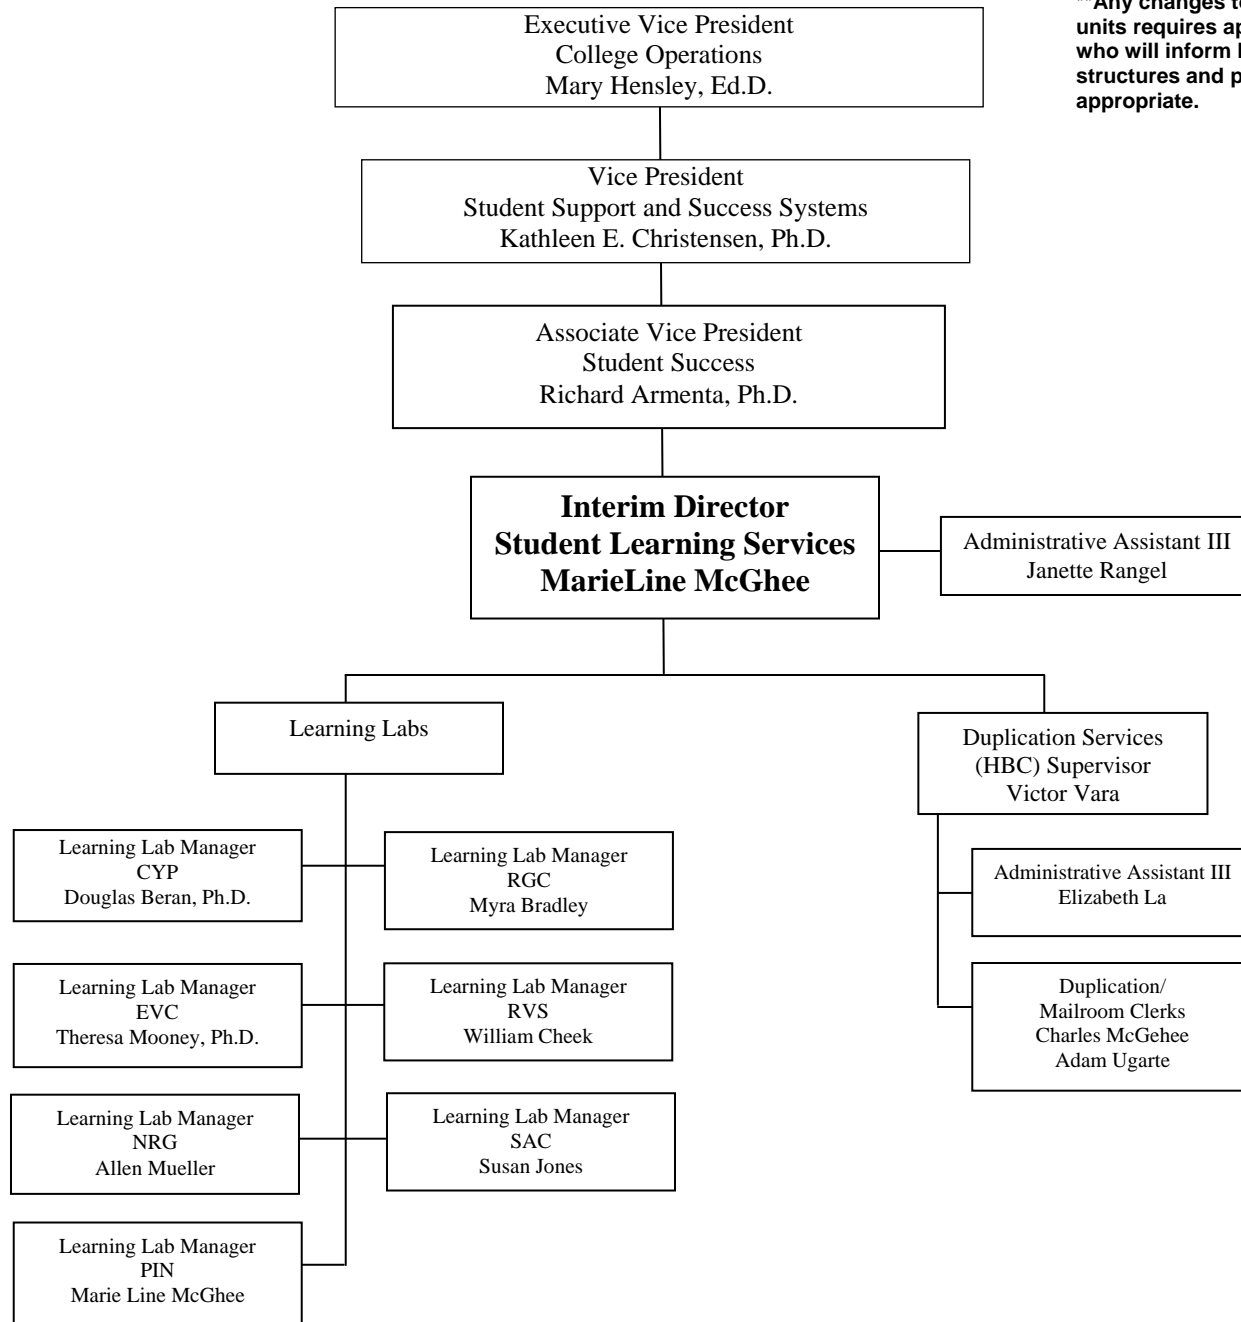 **Any changes to
units requires ap
who will inform
structures and p
appropriate.
Executive Vice President
College Operations
Mary Hensley, Ed.D.
Vice President
Student Support and Success Systems
Kathleen E. Christensen, Ph.D.
Associate Vice President
Student Success
Richard Armenta, Ph.D.
Interim Director
Student Learning Services
MarieLine McGhee
Administrative Assistant III
Janette Rangel
Learning Labs
Duplication Services
(HBC) Supervisor
Victor Vara
Learning Lab Manager
CYP
Douglas Beran, Ph.D.
Learning Lab Manager
RGC
Myra Bradley
Administrative Assistant III
Elizabeth La
Learning Lab Manager
EVC
Theresa Mooney, Ph.D.
Learning Lab Manager
RVS
William Cheek
Duplication/
Mailroom Clerks
Charles McGehee
Adam Ugarte
Learning Lab Manager
NRG
Allen Mueller
Learning Lab Manager
SAC
Susan Jones
Learning Lab Manager
PIN
Marie Line McGhee